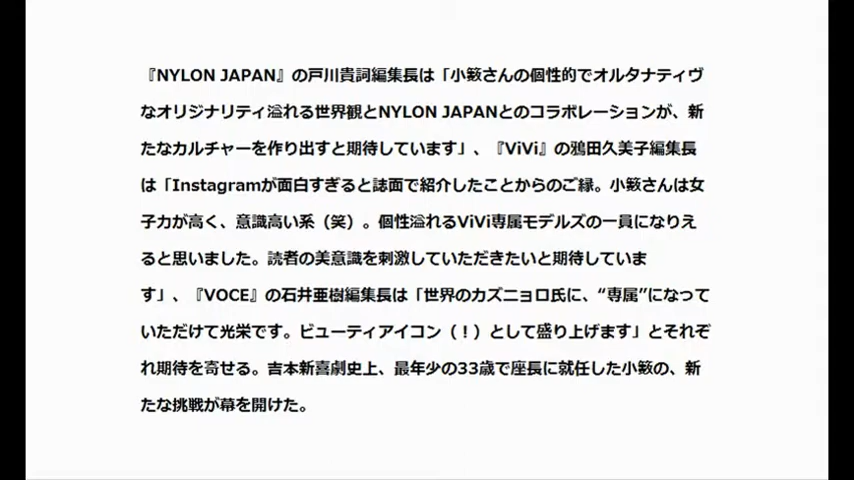 『NYLON JAPAN』の戸川貴詞編集長は「小籔さんの個性的でオルタナティヴ
なオリジナリティ溢れる世界観とNYLON JAPANとのコラボレーションが、新
たなカルチャーを作り出すと期待しています」、『ViVi』の鴉田久美子編集長
は「Instagramが面白すぎると誌面で紹介したことからのご縁。小籔さんは女
子力が高く、意識高い系（笑）。個性溢れるViVi専属モデルズの一員になりえ
ると思いました。読者の美意識を刺激していただきたいと期待していま
す」、『VOCE』の石井亜樹編集長は「世界のカズニョロ氏に、“専属”になって
いただけて光栄です。ビューティアイコン（！）として盛り上げます」とそれぞ
れ期待を寄せる。吉本新喜劇史上、最年少の33歳で座長に就任した小籔の、新
たな挑戦が幕を開けた。